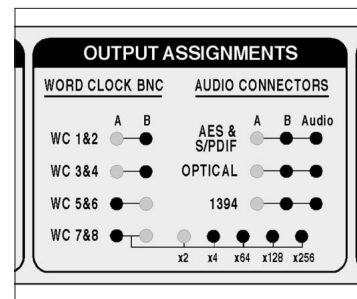 OUTPUT ASSIGNMENTS
WORD CLOCK BNC AUDIO CONNECTORS
A B A B Audio
WC 1&2 AES & S/PDIF
WC 3&4 OPTICAL
WC 5&6 1394
WC 7&8
x2 x4 x64 x128 x256